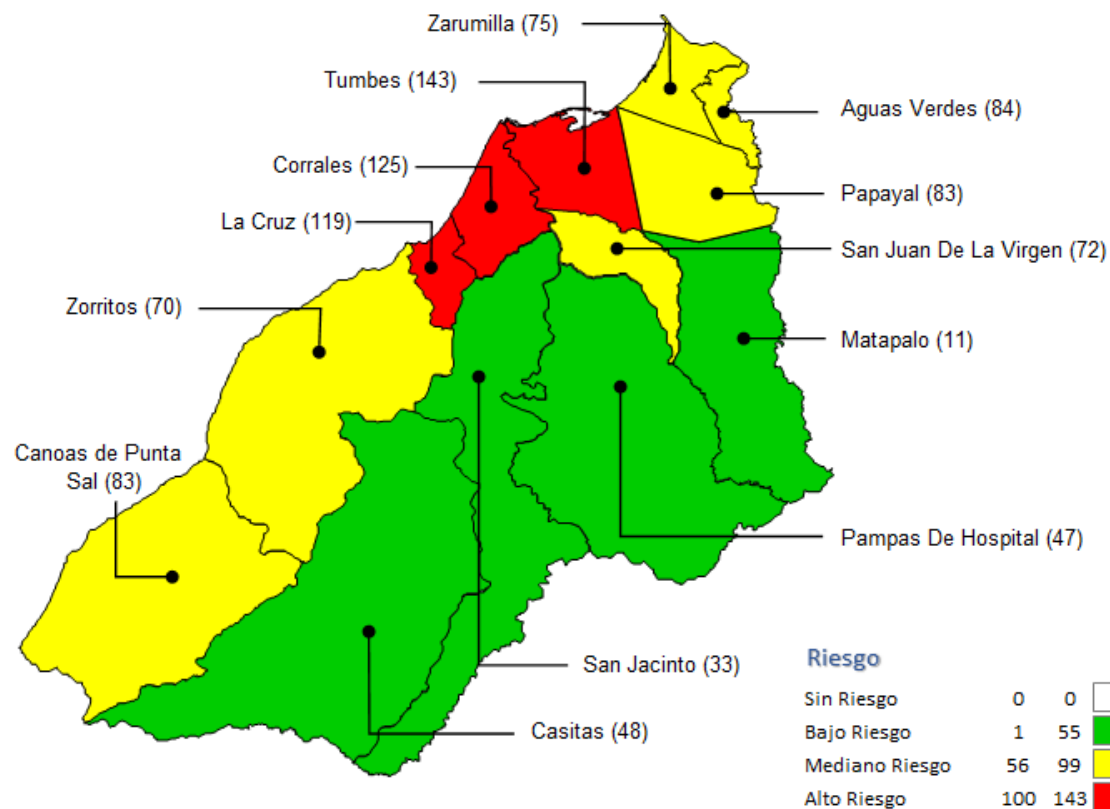 Zarumilla (75)
Tumbes (143)
Aguas Verdes (84)
Corrales (125)
Papayal (83)
La Cruz (119)
San Juan De La Virgen (72)
Zorritos (70)
Matapalo (11)
Canoas de Punta
Sal (83)
Pampas De Hospital (47)
San Jacinto (33)
Casitas (48)
Riesgo
Sin Riesgo 0 0
Bajo Riesgo 1 55
Mediano Riesgo 56 99
Alto Riesgo 100 143